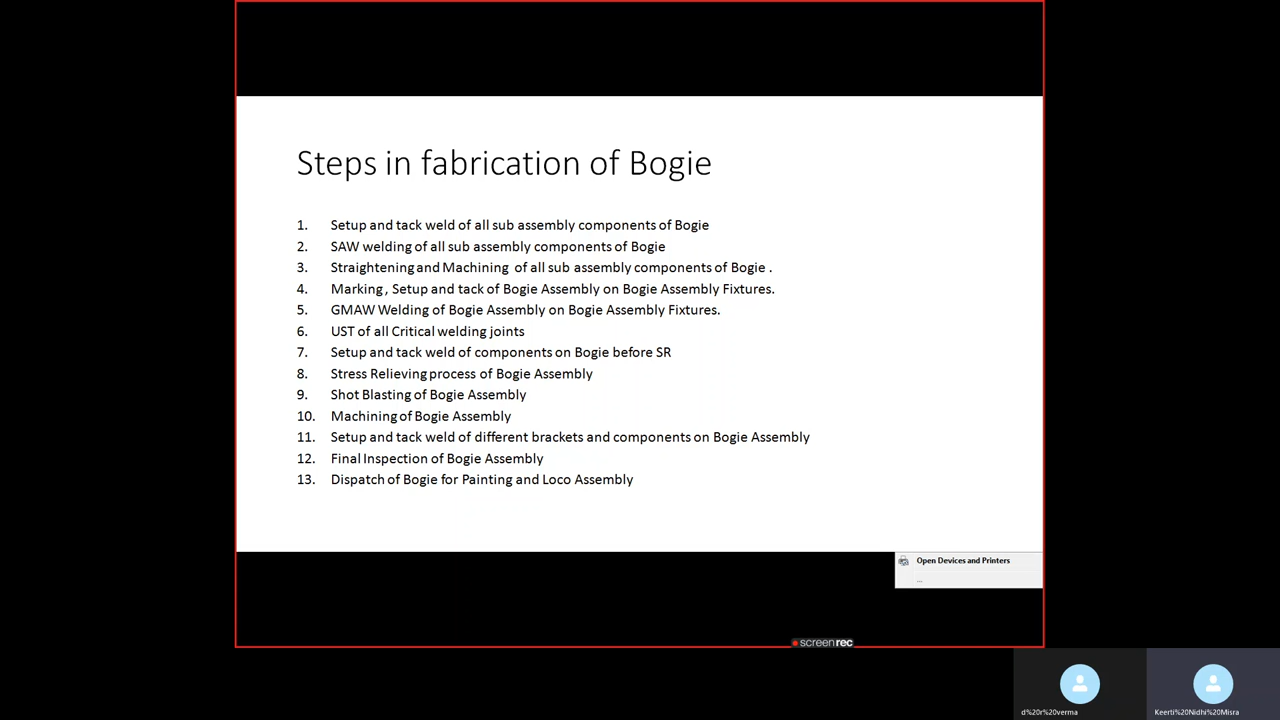 Steps in fabrication of Bogie
1. Setup and tack weld of all sub assembly components of Bogie
2. SAW welding of all sub assembly components of Bogie
3. Straightening and Machining of all sub assembly components of Bogie .
4. Marking , Setup and tack of Bogie Assembly on Bogie Assembly Fixtures.
5. GMAW Welding of Bogie Assembly on Bogie Assembly Fixtures.
6. UST of all Critical welding joints
7. Setup and tack weld of components on Bogie before SR
8. Stress Relieving process of Bogie Assembly
9. Shot Blasting of Bogie Assembly
10. Machining of Bogie Assembly
11. Setup and tack weld of different brackets and components on Bogie Assembly
12. Final Inspection of Bogie Assembly
13. Dispatch of Bogie for Painting and Loco Assembly
Open Devices and Printers
...
screenrec
d%20r%20verma
Keerti%20Nidhi%20Misra